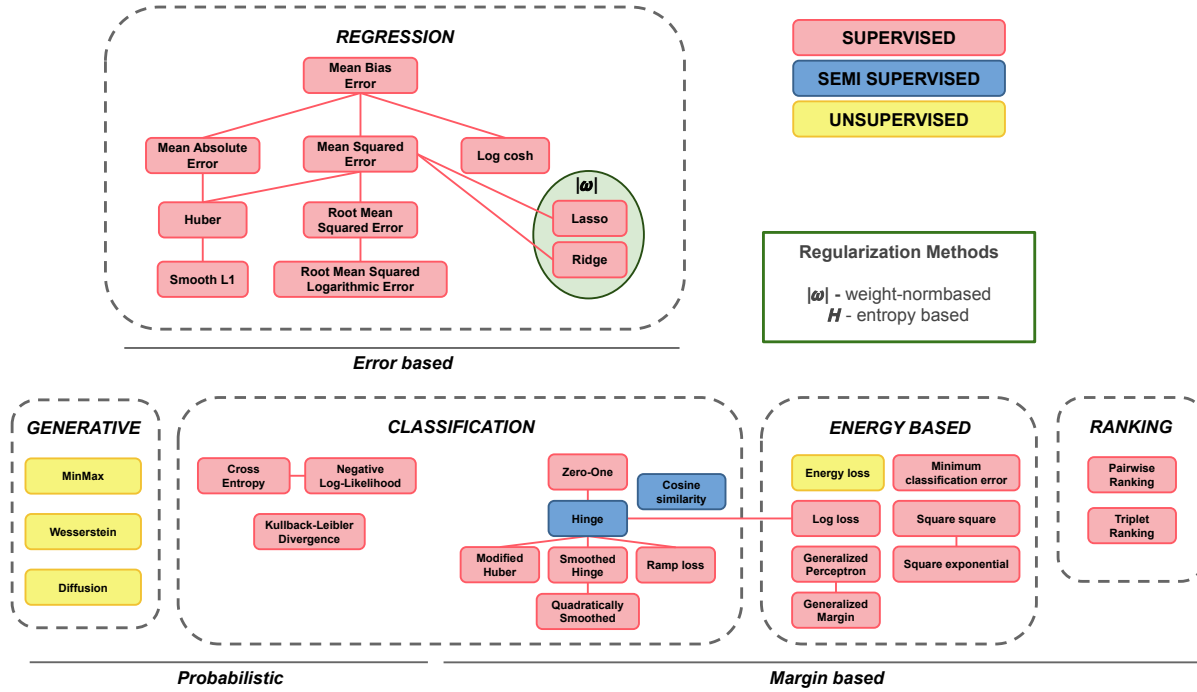 REGRESSION
Mean Bias
Error
Mean Absolute
Error
Mean Squared
Error
Log cosh
|ω|
Huber
Root Mean
Squared Error
Lasso
Ridge
Smooth L1
Root Mean Squared
Logarithmic Error
Error based
SUPERVISED
SEMI SUPERVISED
UNSUPERVISED
Regularization Methods
|ω| - weight-normbased
H - entropy based
GENERATIVE
MinMax
Wesserstein
Diffusion
CLASSIFICATION
Cross
Entropy
Negative
Log-Likelihood
Kullback-Leibler
Divergence
Zero-One
Cosine
similarity
Hinge
Modified
Huber
Smoothed
Hinge
Ramp loss
Quadratically
Smoothed
ENERGY BASED
Energy loss
Minimum
classification error
Log loss
Square square
Generalized
Perceptron
Square exponential
Generalized
Margin
RANKING
Pairwise
Ranking
Triplet
Ranking
Probabilistic
Margin based